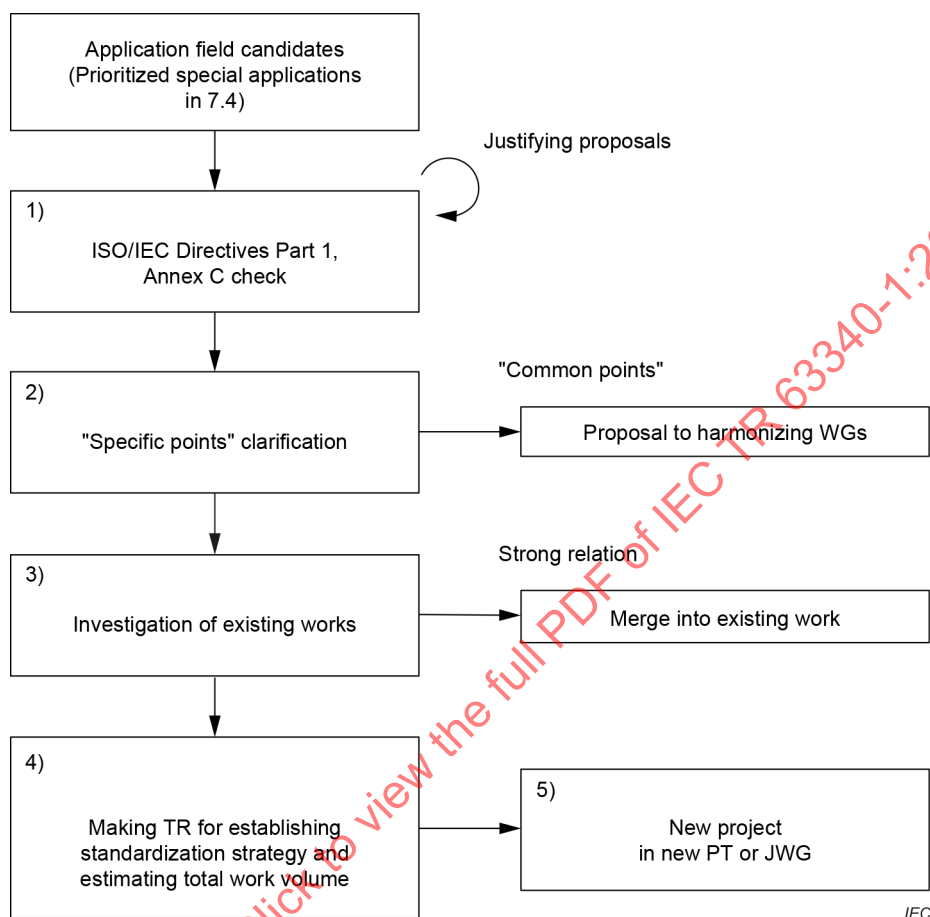 Application field candidates
(Prioritized special applications
in 7.4)
Justifying proposals
1)
ISO/IEC Directives Part 1,
Annex C check
"Common points"
2)
"Specific points" clarification
Proposal to harmonizing WGs
Strong relation
3)
Investigation of existing works
Merge into existing work
4)
Making TR for establishing
standardization strategy and
estimating total work volume
5)
New project
in new PT or JWG
IEC
to view the full PDF of IEC TR 63340-1: